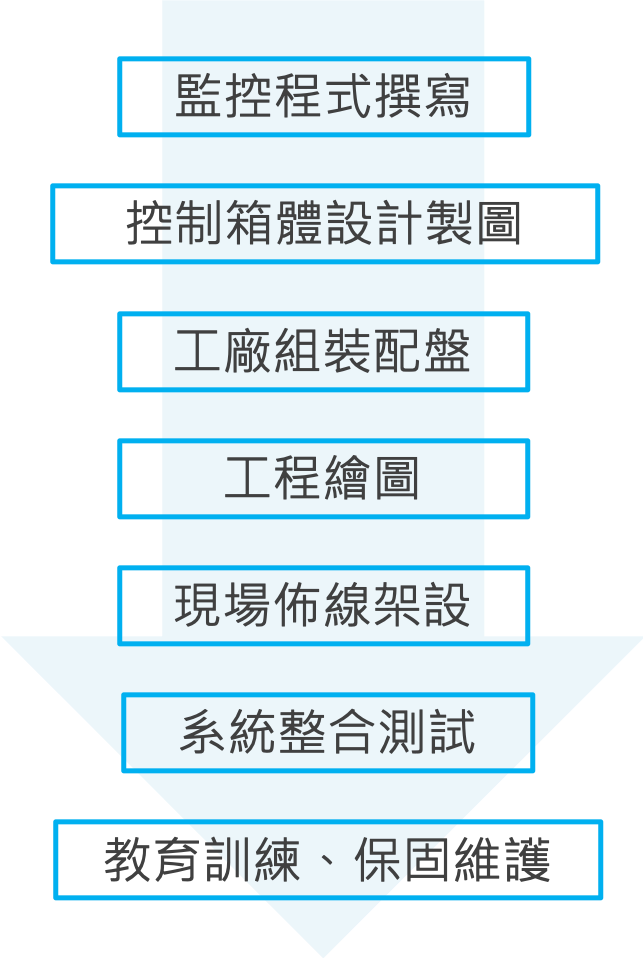 監控程式撰寫
控制箱體設計製圖
工廠組裝配盤
工程繪圖
現場佈線架設
系統整合測試
教育訓練、保固維護